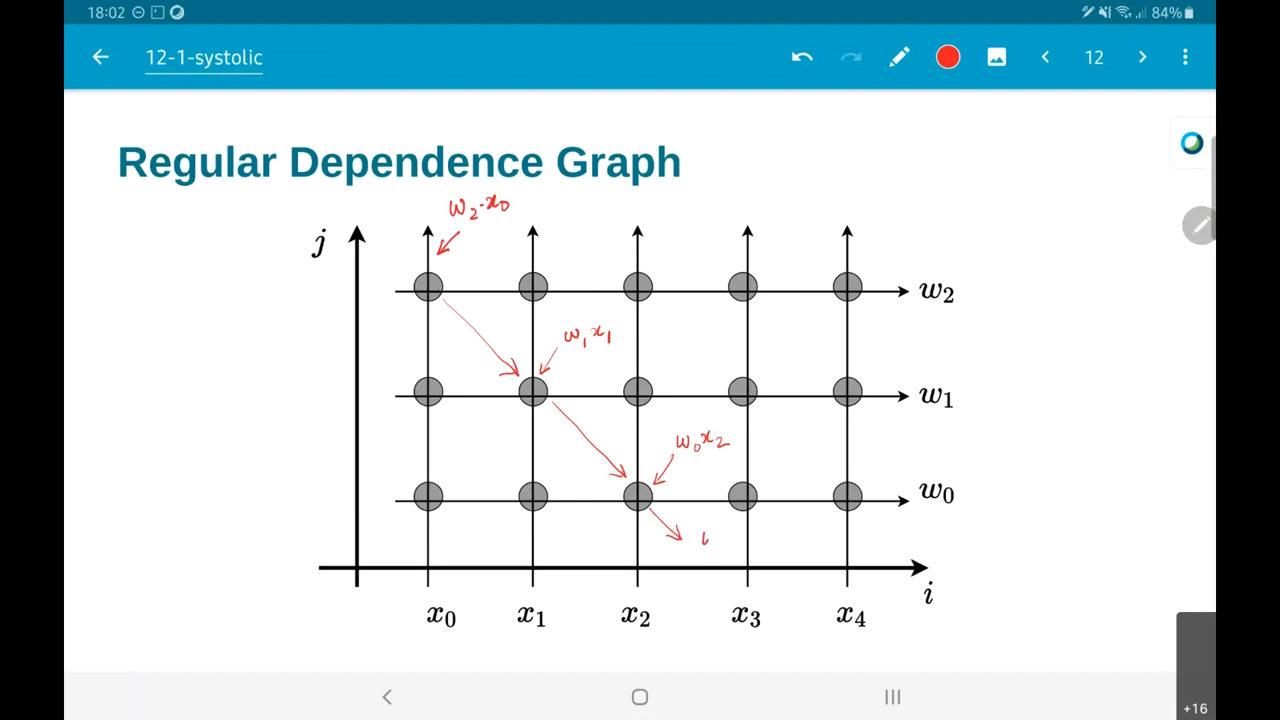 18:02 84%
12-1-systolic 12
Regular Dependence Graph
w₂·x₀
j
w₂
w₁x₁
w₁
w₀x₂
w₀
i
x₀ x₁ x₂ x₃ x₄
+16